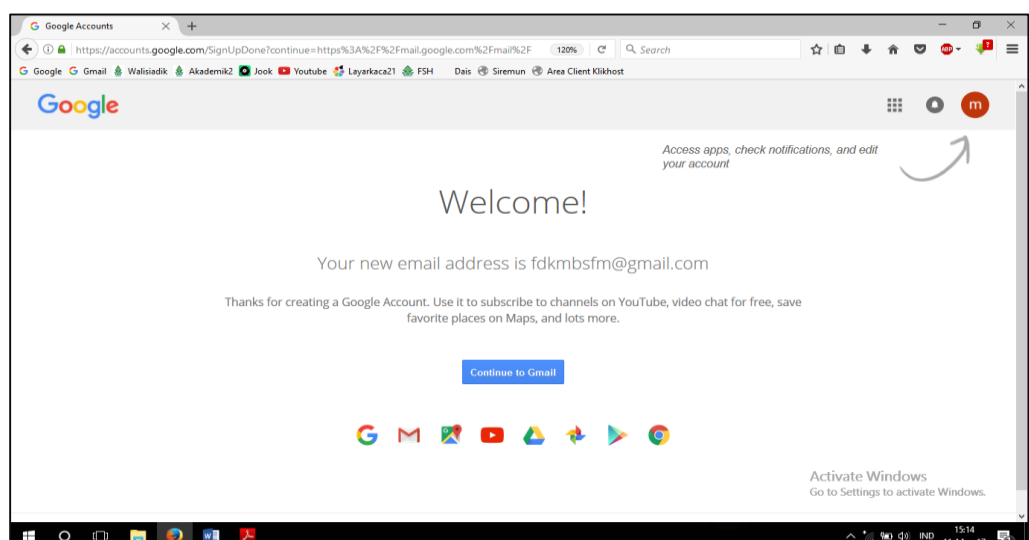 Google Accounts
https://accounts.google.com/SignUpDone?continue=https%3A%2F%2Fmail.google.com%2Fmail%2F 120% Search
Google Gmail Walisiadik Akademik2 Jook Youtube Layarkaca21 FSH Dais Siremun Area Client Klikhost
Google
m
Access apps, check notifications, and edit
your account
Welcome!
Your new email address is fdkmbsfm@gmail.com
Thanks for creating a Google Account. Use it to subscribe to channels on YouTube, video chat for free, save
favorite places on Maps, and lots more.
Continue to Gmail
Activate Windows
Go to Settings to activate Windows.
IND 15:14